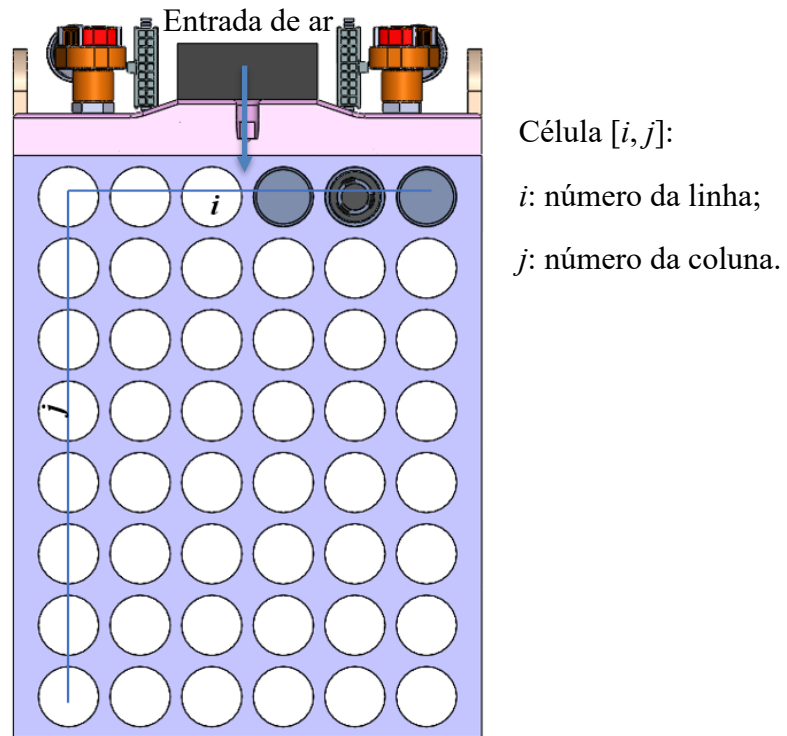 Entrada de ar
Célula [i, j]:
i
i: número da linha;
j: número da coluna.
j